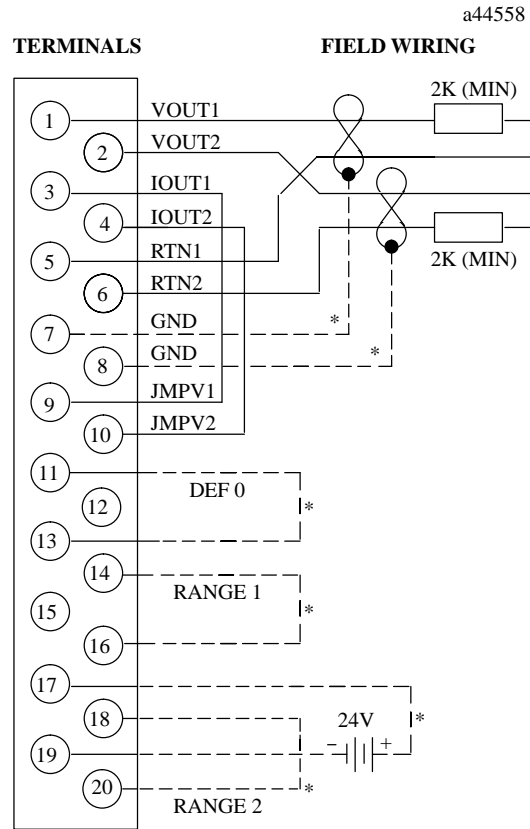 a44558
TERMINALS FIELD WIRING
2K (MIN)
1 VOUT1
2 VOUT2
3 IOUT1
4 IOUT2
5 RTN1
2K (MIN)
6 RTN2
7 GND *
8 GND *
9 JMPV1
10 JMPV2
11
DEF 0
12 *
13
14
RANGE 1
15 *
16
17
18 24V *
19 − +
20 *
RANGE 2